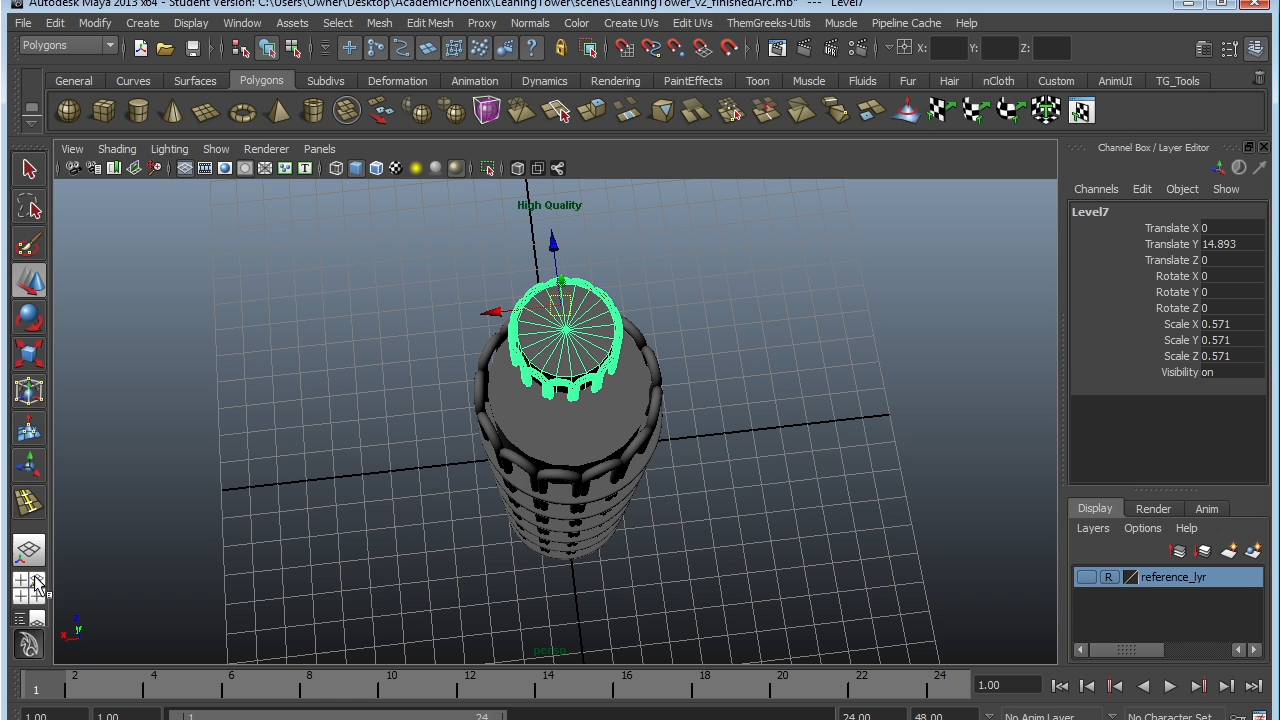 Autodesk Maya 2013 x64 - Student Version: C:\Users\Owner\Desktop\AcademicPhoenix\LeaningTower\scenes\LeaningTower_v2_finishedArc.mb* --- Level7
File Edit Modify Create Display Window Assets Select Mesh Edit Mesh Proxy Normals Color Create UVs Edit UVs ThemGreeks-Utils Muscle Pipeline Cache Help
Polygons X: Y: Z:
General Curves Surfaces Polygons Subdivs Deformation Animation Dynamics Rendering PaintEffects Toon Muscle Fluids Fur Hair nCloth Custom AnimUI TG_Tools
View Shading Lighting Show Renderer Panels
Channel Box / Layer Editor
Channels Edit Object Show
High Quality
Level7
Translate X 0
Translate Y 14.893
Translate Z 0
Rotate X 0
Rotate Y 0
Rotate Z 0
Scale X 0.571
Scale Y 0.571
Scale Z 0.571
Visibility on
Display Render Anim
Layers Options Help
R reference_lyr
z
y
x
persp
1 2 4 6 8 10 12 14 16 18 20 22 24 1.00
1.00 1.00 1 24 24.00 48.00 No Anim Layer No Character Set